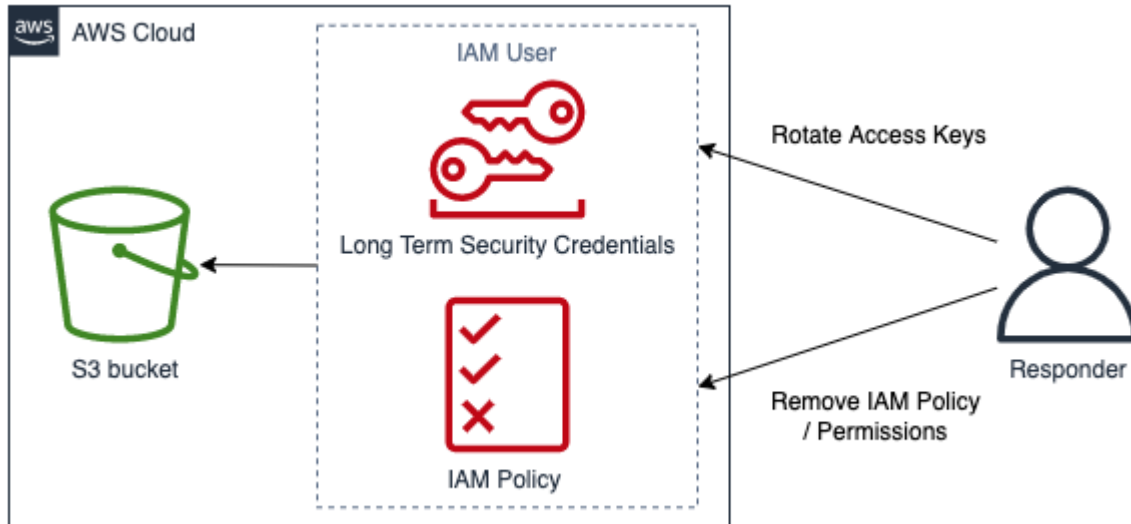 aws
AWS Cloud
IAM User
Rotate Access Keys
Long Term Security Credentials
S3 bucket
Responder
Remove IAM Policy
/ Permissions
IAM Policy